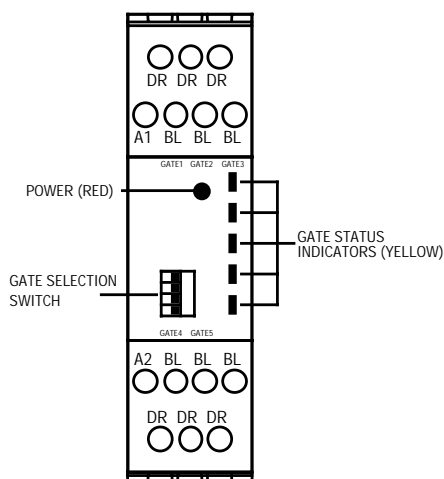 DR DR DR
A1 BL BL BL
GATE1 GATE2 GATE3
POWER (RED)
GATE STATUS
INDICATORS (YELLOW)
GATE SELECTION
SWITCH
GATE4 GATE5
A2 BL BL BL
DR DR DR